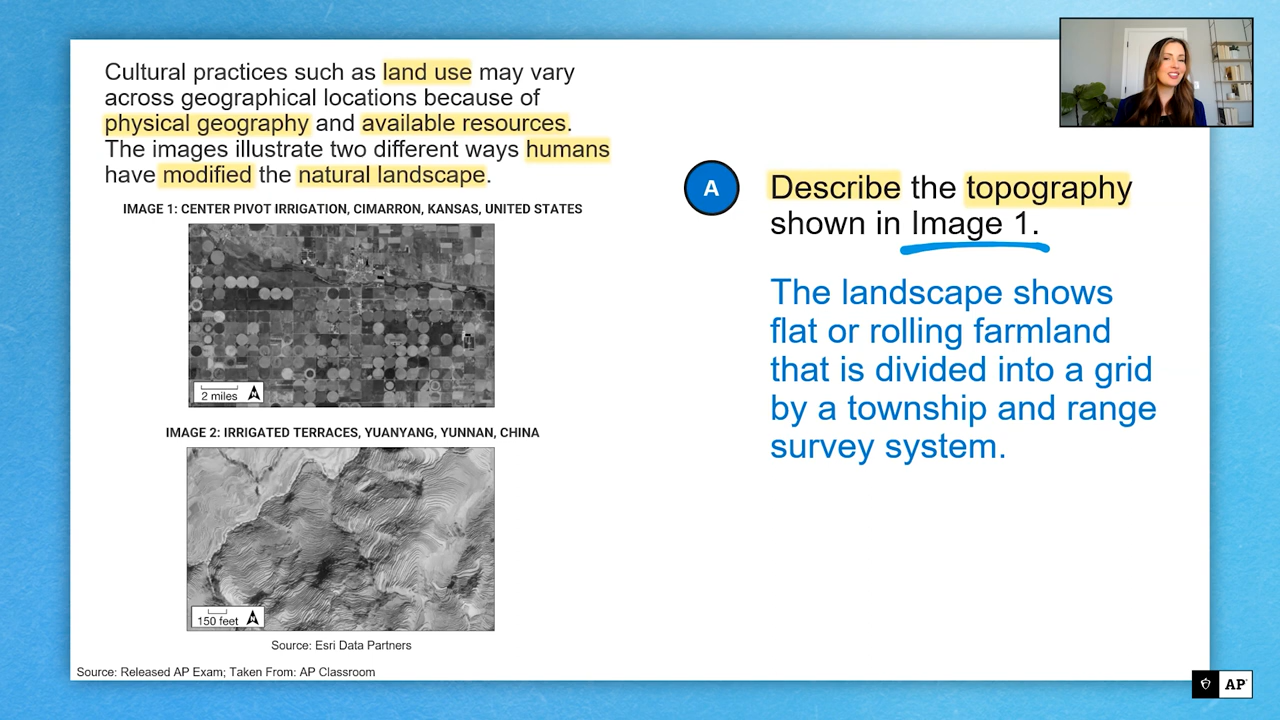 Cultural practices such as land use may vary
across geographical locations because of
physical geography and available resources.
The images illustrate two different ways humans
have modified the natural landscape.
IMAGE 1: CENTER PIVOT IRRIGATION, CIMARRON, KANSAS, UNITED STATES
2 miles
IMAGE 2: IRRIGATED TERRACES, YUANYANG, YUNNAN, CHINA
150 feet
Source: Esri Data Partners
Source: Released AP Exam; Taken From: AP Classroom
A
Describe the topography
shown in Image 1.
The landscape shows
flat or rolling farmland
that is divided into a grid
by a township and range
survey system.
AP